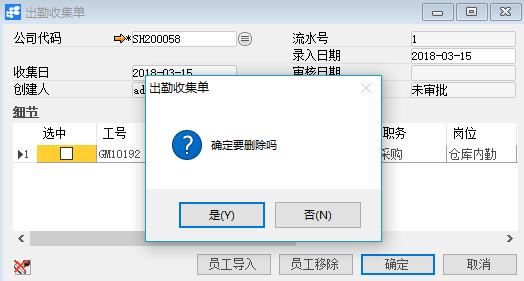 出勤收集单
公司代码 *SH200058 流水号 1
录入日期 2018-03-15
收集日 2018-03-15 审核日期
创建人 ad 未审批
细节
选中 工号 职务 岗位
1 GM10192 采购 仓库内勤
出勤收集单
确定要删除吗
是(Y) 否(N)
员工导入 员工移除 确定 取消